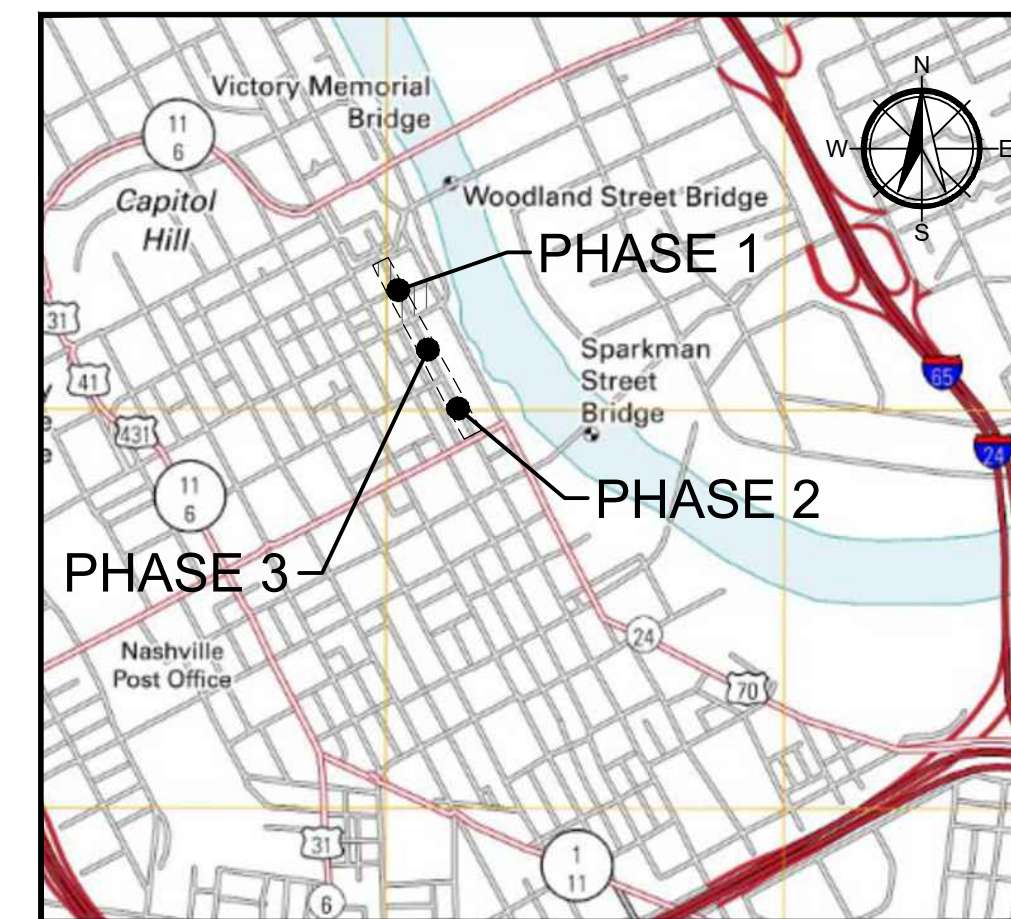 Victory Memorial
Bridge
N
W
E
S
11
6
Capitol
Hill
Woodland Street Bridge
PHASE 1
31
41
431
Sparkman
Street
Bridge
65
24
11
6
PHASE 2
PHASE 3
24
Nashville
Post Office
70
31
6
1
11